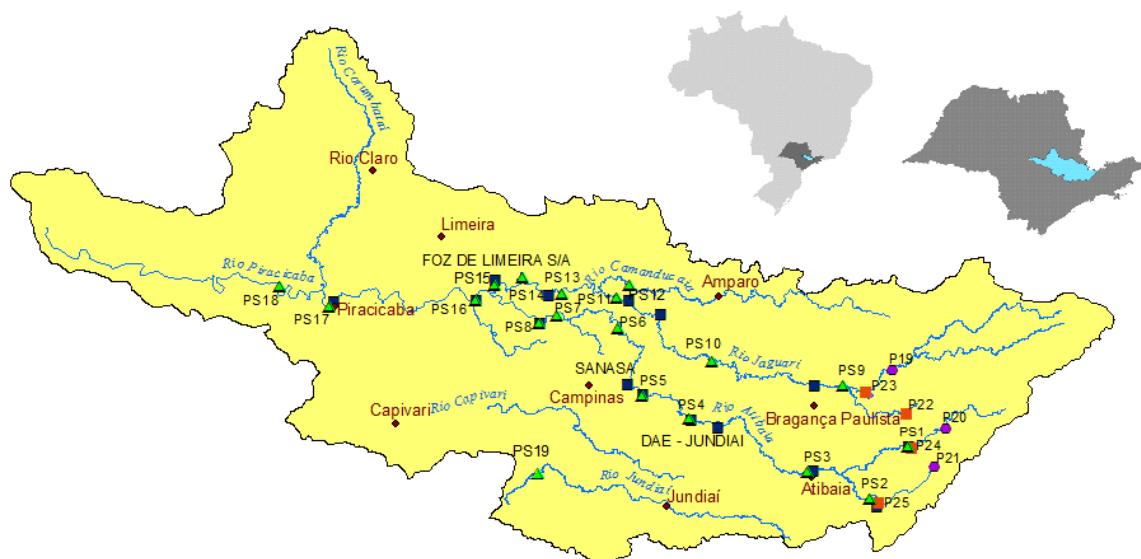 Rio Corumbataí
Rio Claro
Limeira
FOZ DE LIMEIRA S/A
Rio Piracicaba
PS18
PS17
Piracicaba
PS16
PS15
PS14
PS13
PS8
PS7
Rio Camanducaia
PS11
PS12
Amparo
PS6
PS10
Rio Jaguari
P19
PS9
P23
SANASA
PS5
Campinas
Capivari
Rio Capivari
PS4
Rio Atibaia
DAE - JUNDIAI
Bragança Paulista
P22
P20
PS1
P24
P21
PS3
Atibaia
PS2
P25
PS19
Rio Jundiaí
Jundiaí